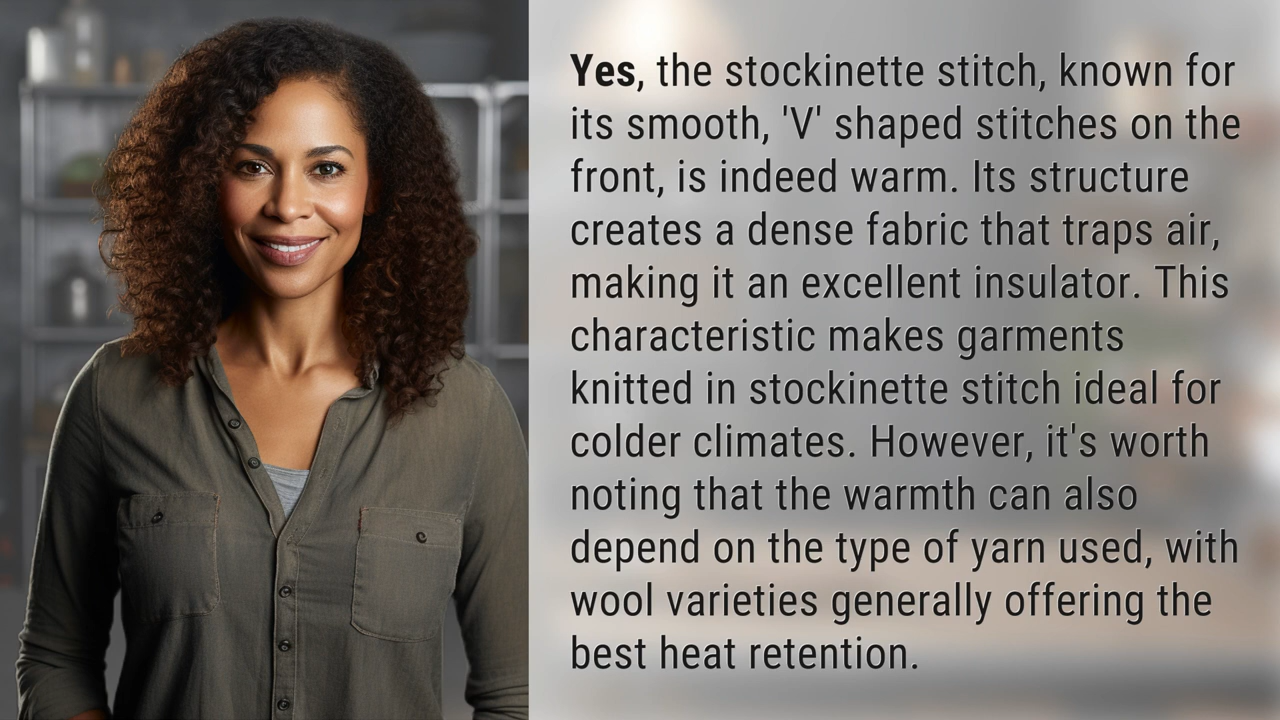 Yes, the stockinette stitch, known for
its smooth, 'V' shaped stitches on the
front, is indeed warm. Its structure
creates a dense fabric that traps air,
making it an excellent insulator. This
characteristic makes garments
knitted in stockinette stitch ideal for
colder climates. However, it's worth
noting that the warmth can also
depend on the type of yarn used, with
wool varieties generally offering the
best heat retention.